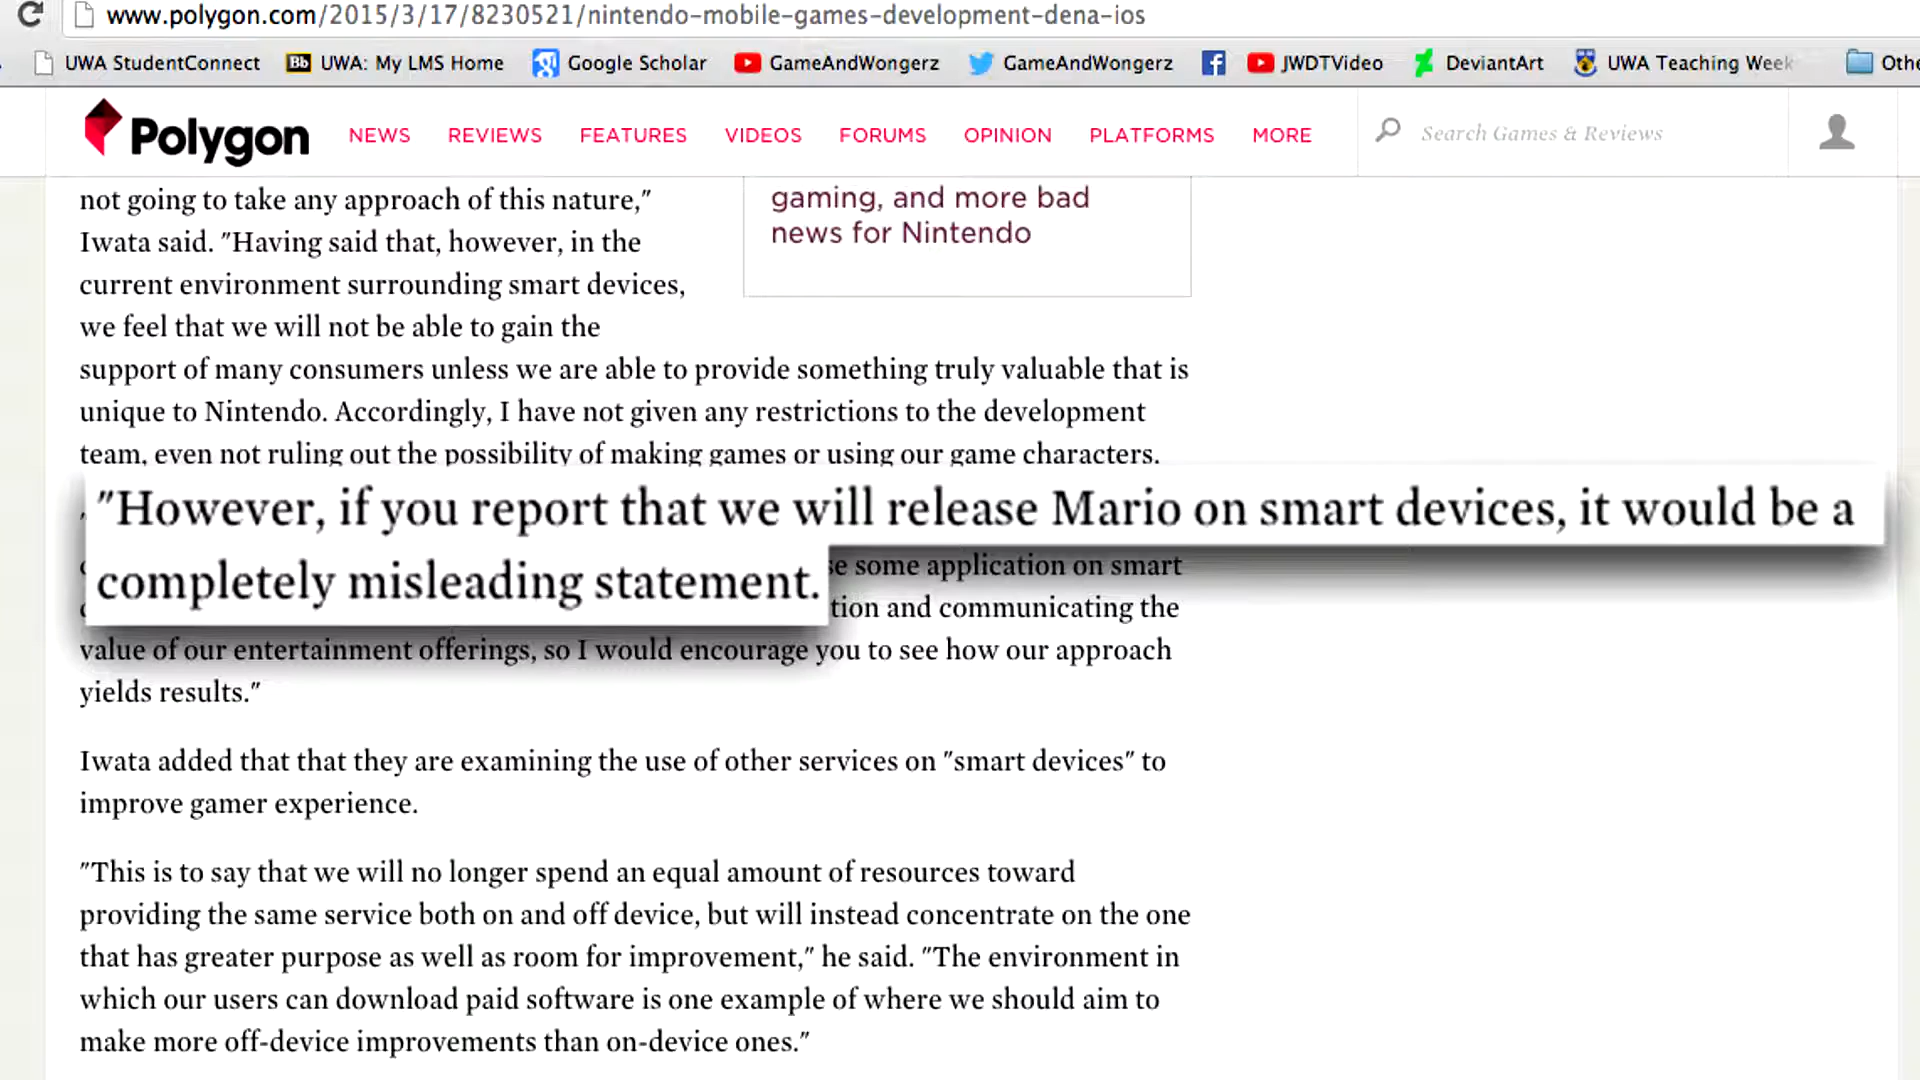 www.polygon.com/2015/3/17/8230521/nintendo-mobile-games-development-dena-ios
UWA StudentConnect Bb UWA: My LMS Home Google Scholar GameAndWongerz GameAndWongerz JWDTVideo DeviantArt UWA Teaching Week Othe
Polygon NEWS REVIEWS FEATURES VIDEOS FORUMS OPINION PLATFORMS MORE Search Games & Reviews
not going to take any approach of this nature,"
Iwata said. "Having said that, however, in the
current environment surrounding smart devices,
we feel that we will not be able to gain the
gaming, and more bad
news for Nintendo
support of many consumers unless we are able to provide something truly valuable that is
unique to Nintendo. Accordingly, I have not given any restrictions to the development
team, even not ruling out the possibility of making games or using our game characters.
"However, if you report that we will release Mario on smart devices, it would be a
completely misleading statement.
some application on smart
and communicating the
value of our entertainment offerings, so I would encourage you to see how our approach
yields results."
Iwata added that that they are examining the use of other services on "smart devices" to
improve gamer experience.
"This is to say that we will no longer spend an equal amount of resources toward
providing the same service both on and off device, but will instead concentrate on the one
that has greater purpose as well as room for improvement," he said. "The environment in
which our users can download paid software is one example of where we should aim to
make more off-device improvements than on-device ones."